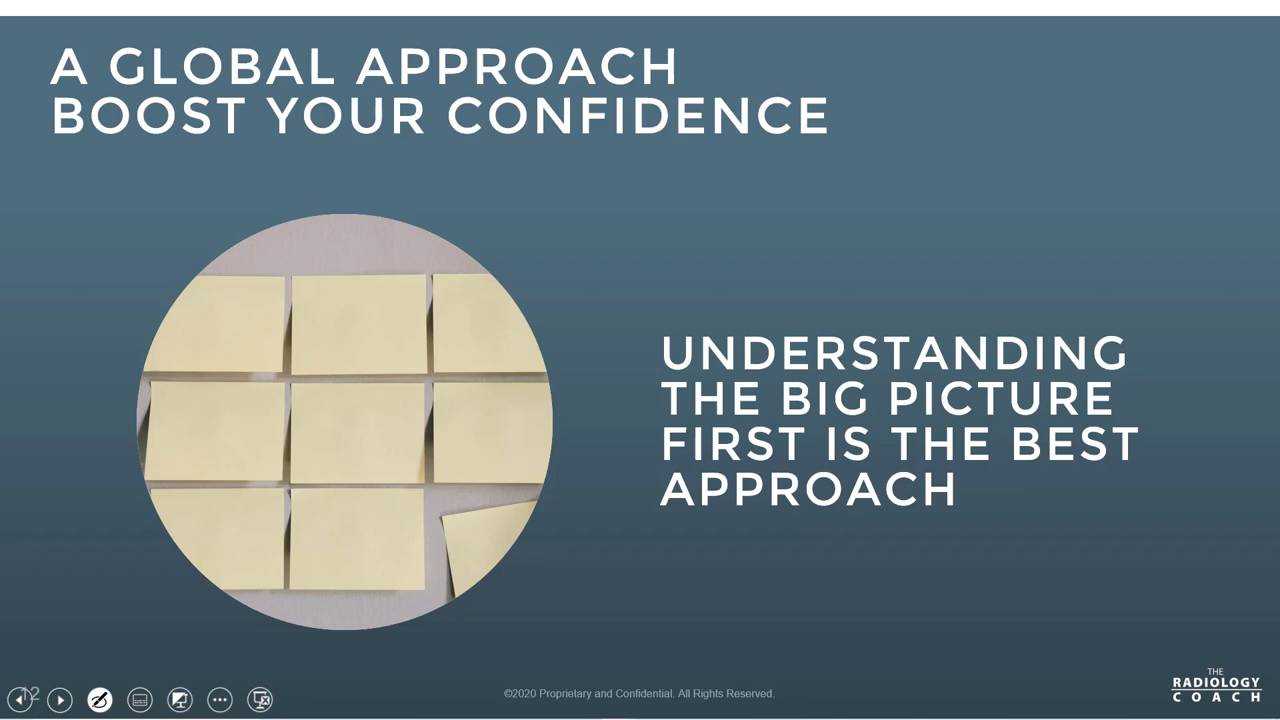 A GLOBAL APPROACH
BOOST YOUR CONFIDENCE
UNDERSTANDING
THE BIG PICTURE
FIRST IS THE BEST
APPROACH
12
©2020 Proprietary and Confidential. All Rights Reserved.
THE
RADIOLOGY
COACH